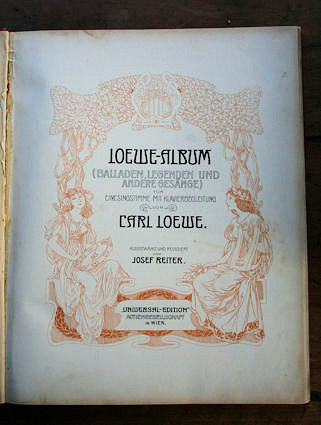 LOEWE-ALBUM
(BALLADEN, LEGENDEN UND
ANDERE GESÄNGE)
FÜR
EINE SINGSTIMME MIT KLAVIERBEGLEITUNG
VON
CARL LOEWE.
AUSGEWÄHLT UND REVIDIERT
VON
JOSEF REITER.
„UNIVERSAL-EDITION”
ACTIENGESELLSCHAFT
IN WIEN.